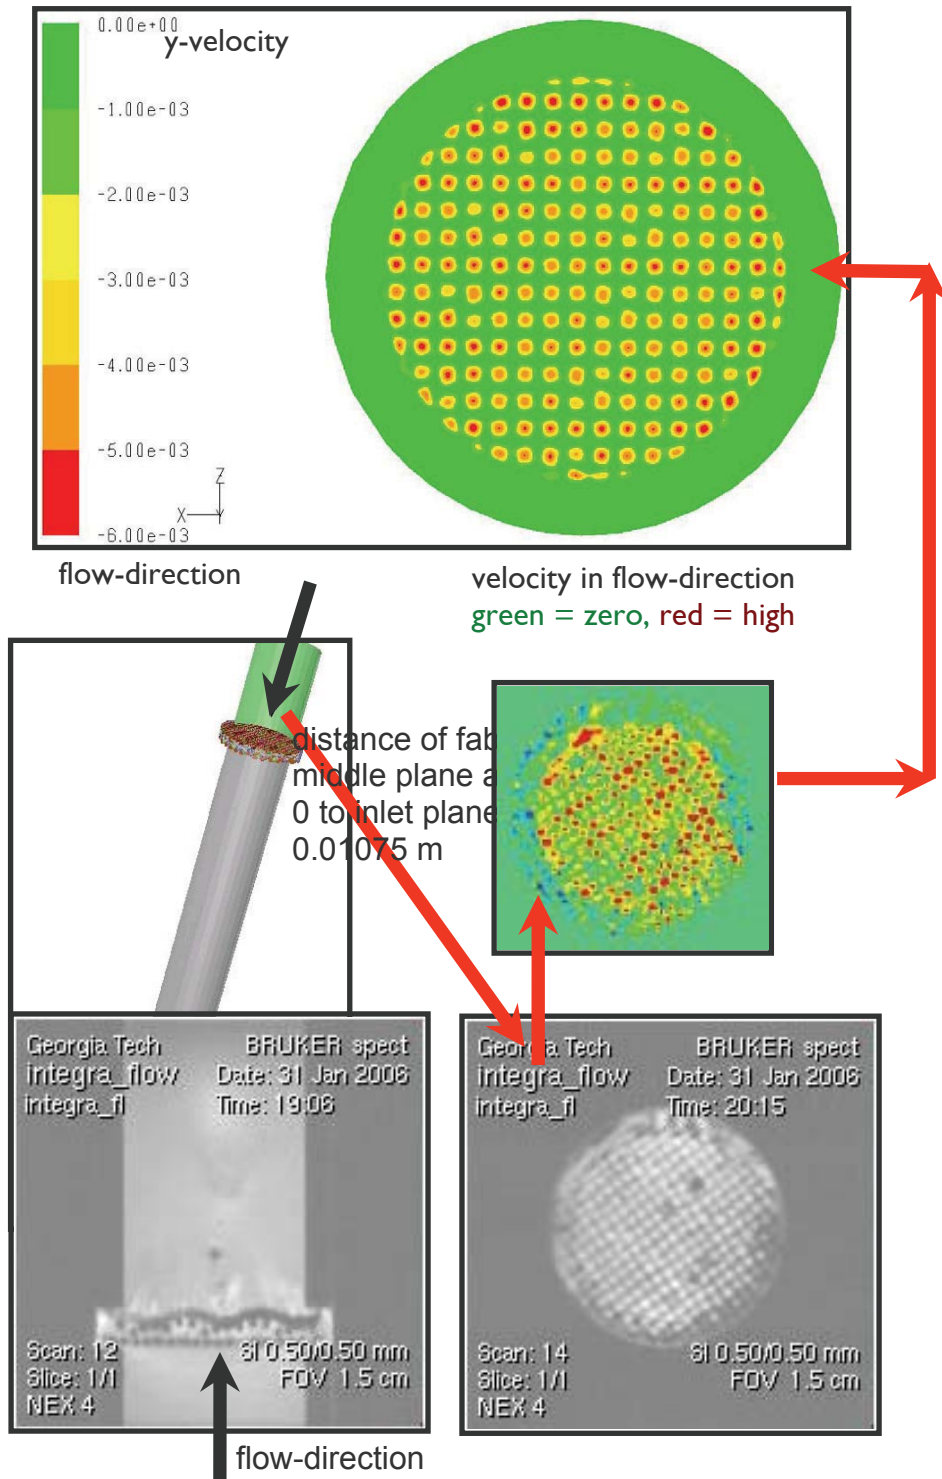 0.00e+00
y-velocity
-1.00e-03
-2.00e-03
-3.00e-03
-4.00e-03
-5.00e-03
-6.00e-03
Z
X
Y
flow-direction
velocity in flow-direction
green = zero, red = high
distance of fab
middle plane a
0 to inlet plane
0.01075 m
Georgia Tech
BRUKER spect
integra_flow
Date: 31 Jan 2006
integra_fl
Time: 19:06
Scan: 12
SI 0.50/0.50 mm
Slice: 1/1
FOV 1.5 cm
NEX 4
Georgia Tech
BRUKER spect
integra_flow
Date: 31 Jan 2006
integra_fl
Time: 20:15
Scan: 14
SI 0.50/0.50 mm
Slice: 1/1
FOV 1.5 cm
NEX 4
flow-direction